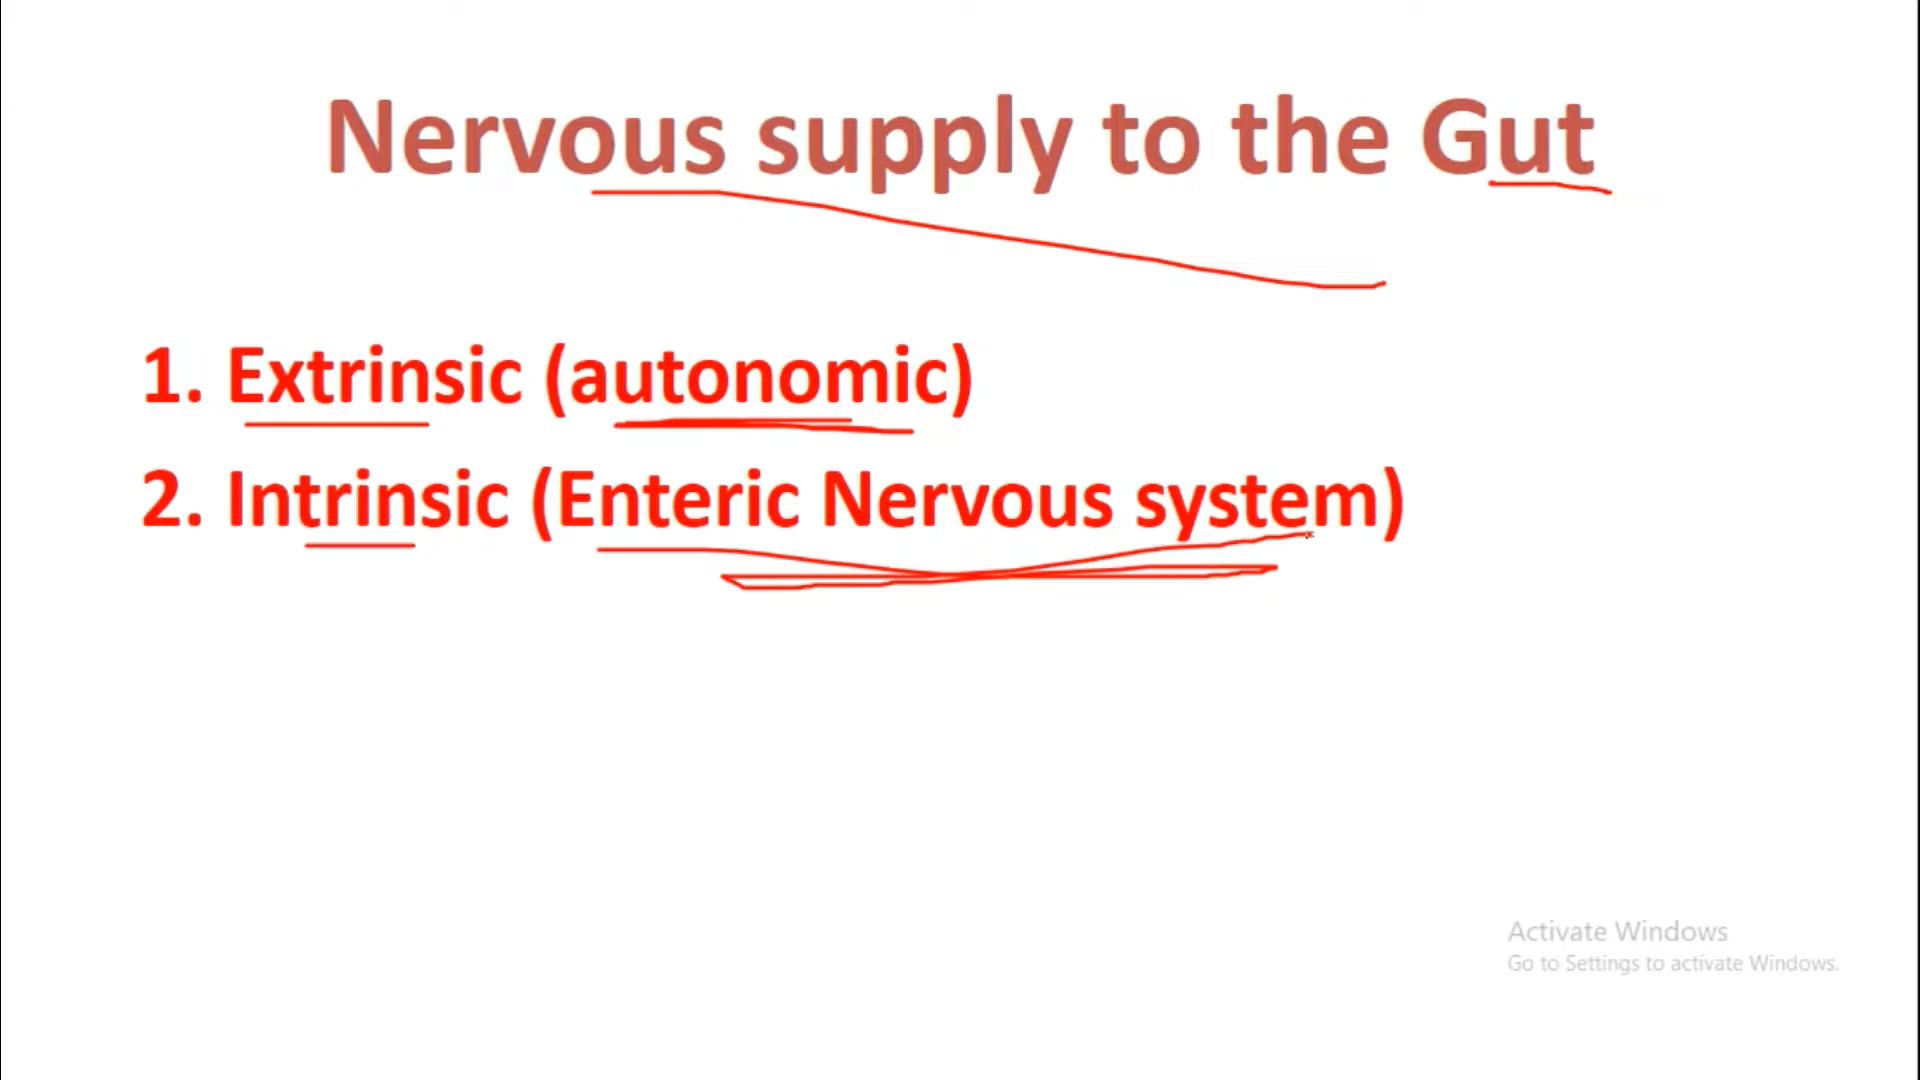 Nervous supply to the Gut
1. Extrinsic (autonomic)
2. Intrinsic (Enteric Nervous system)
Activate Windows
Go to Settings to activate Windows.